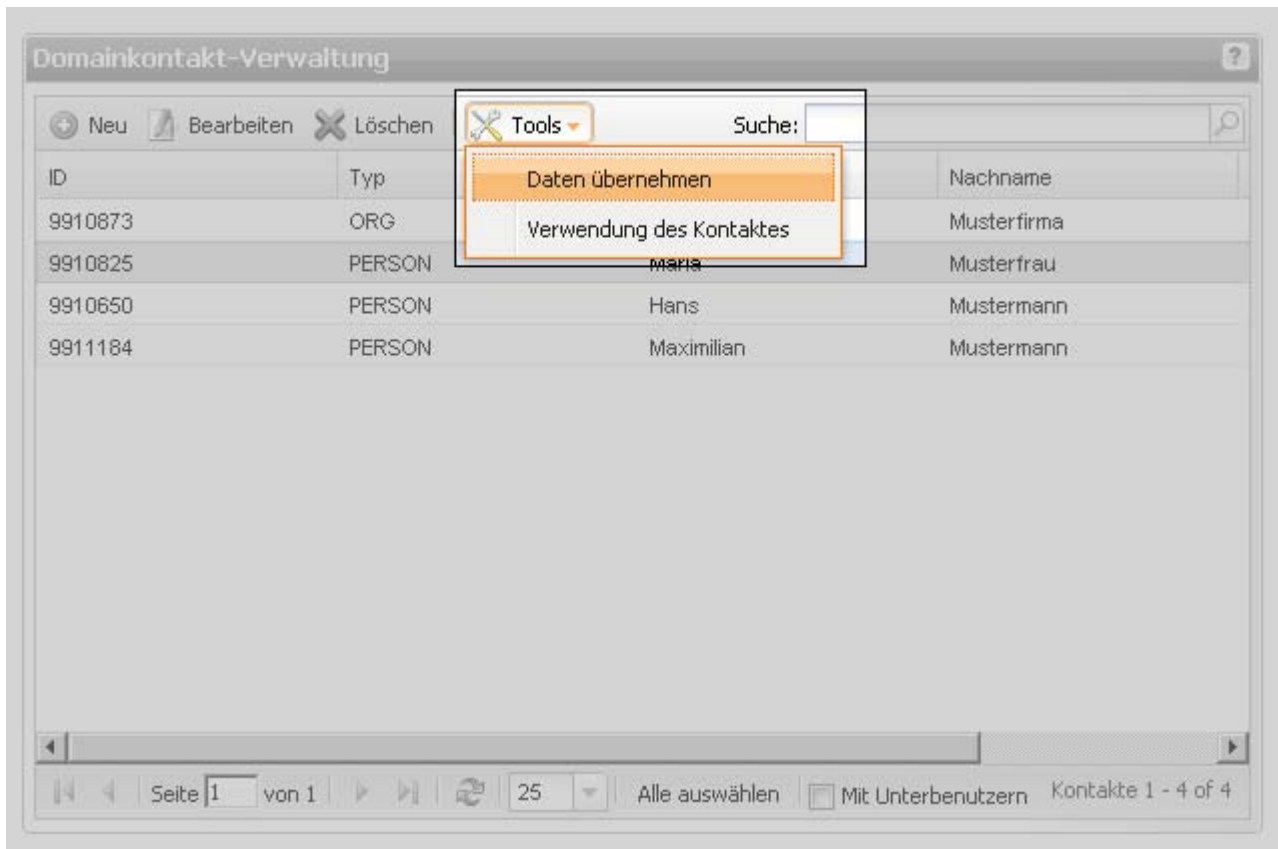 Domainkontakt-Verwaltung ?
Neu Bearbeiten Löschen Tools Suche:
ID Typ Nachname
Daten übernehmen
9910873 ORG Musterfirma
Verwendung des Kontaktes
9910825 PERSON Maria Musterfrau
9910650 PERSON Hans Mustermann
9911184 PERSON Maximilian Mustermann
Seite 1 von 1 25 Alle auswählen Mit Unterbenutzern Kontakte 1 - 4 of 4